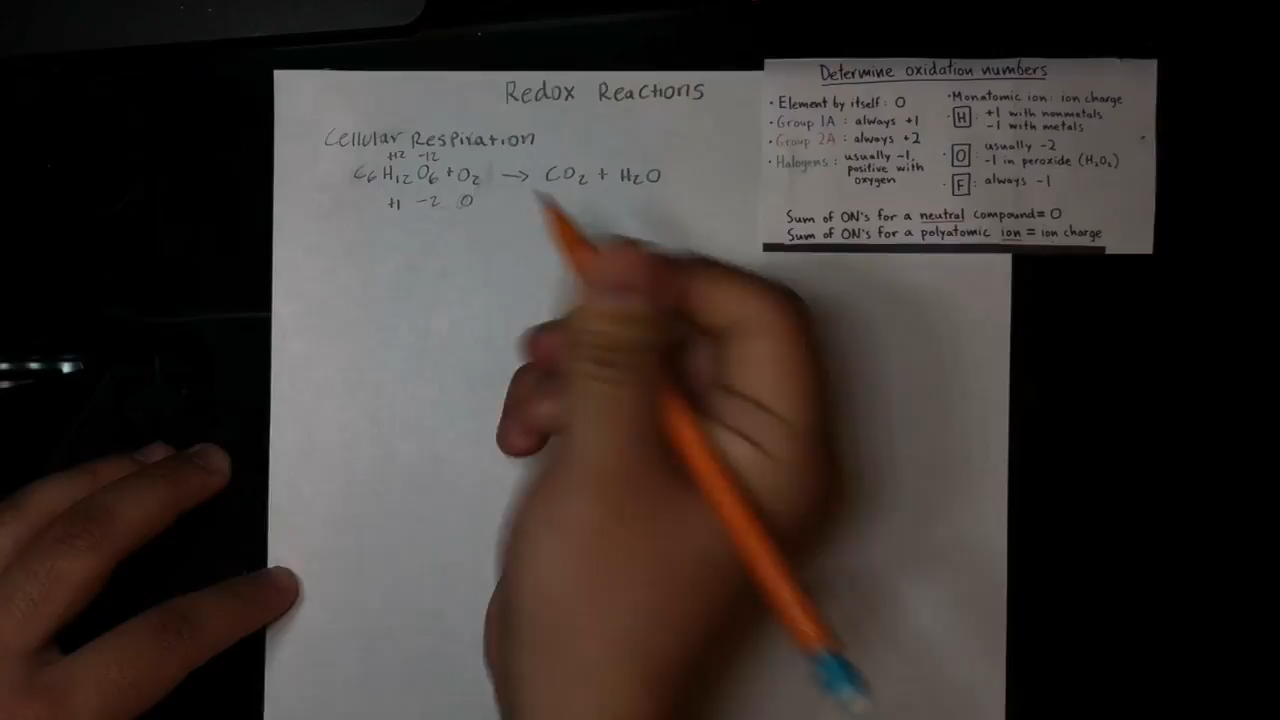 Redox Reactions
Cellular Respiration
+12 -12
C6H12O6 + O2 → CO2 + H2O
+1 -2 0
Determine oxidation numbers
• Element by itself: 0
• Group 1A : always +1
• Group 2A : always +2
• Halogens : usually -1,
positive with
oxygen
• Monatomic ion: ion charge
• H +1 with nonmetals
-1 with metals
• O usually -2
-1 in peroxide (H2O2)
• F : always -1
Sum of ON's for a neutral compound = 0
Sum of ON's for a polyatomic ion = ion charge